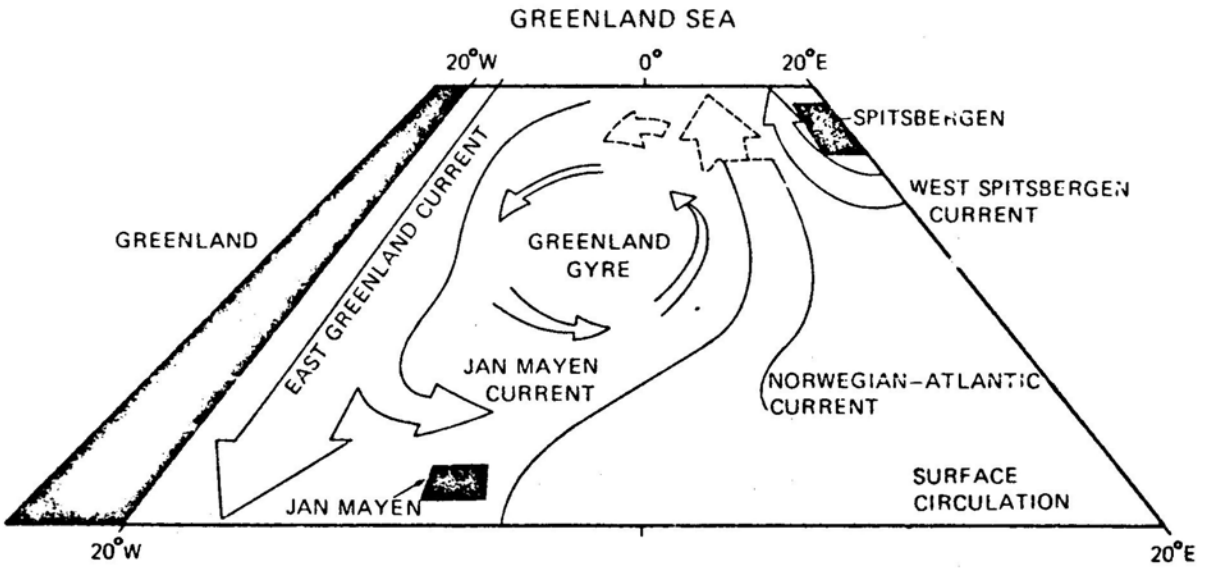 GREENLAND SEA
20°W
0°
20°E
SPITSBERGEN
WEST SPITSBERGEN
CURRENT
GREENLAND
EAST GREENLAND CURRENT
GREENLAND
GYRE
JAN MAYEN
CURRENT
NORWEGIAN-ATLANTIC
CURRENT
JAN MAYEN
SURFACE
CIRCULATION
20°W
20°E